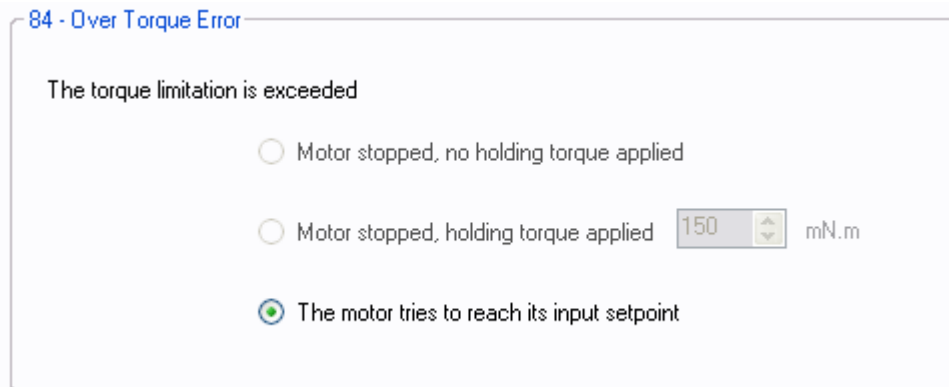 84 - Over Torque Error
The torque limitation is exceeded
Motor stopped, no holding torque applied
Motor stopped, holding torque applied 150 mN.m
The motor tries to reach its input setpoint